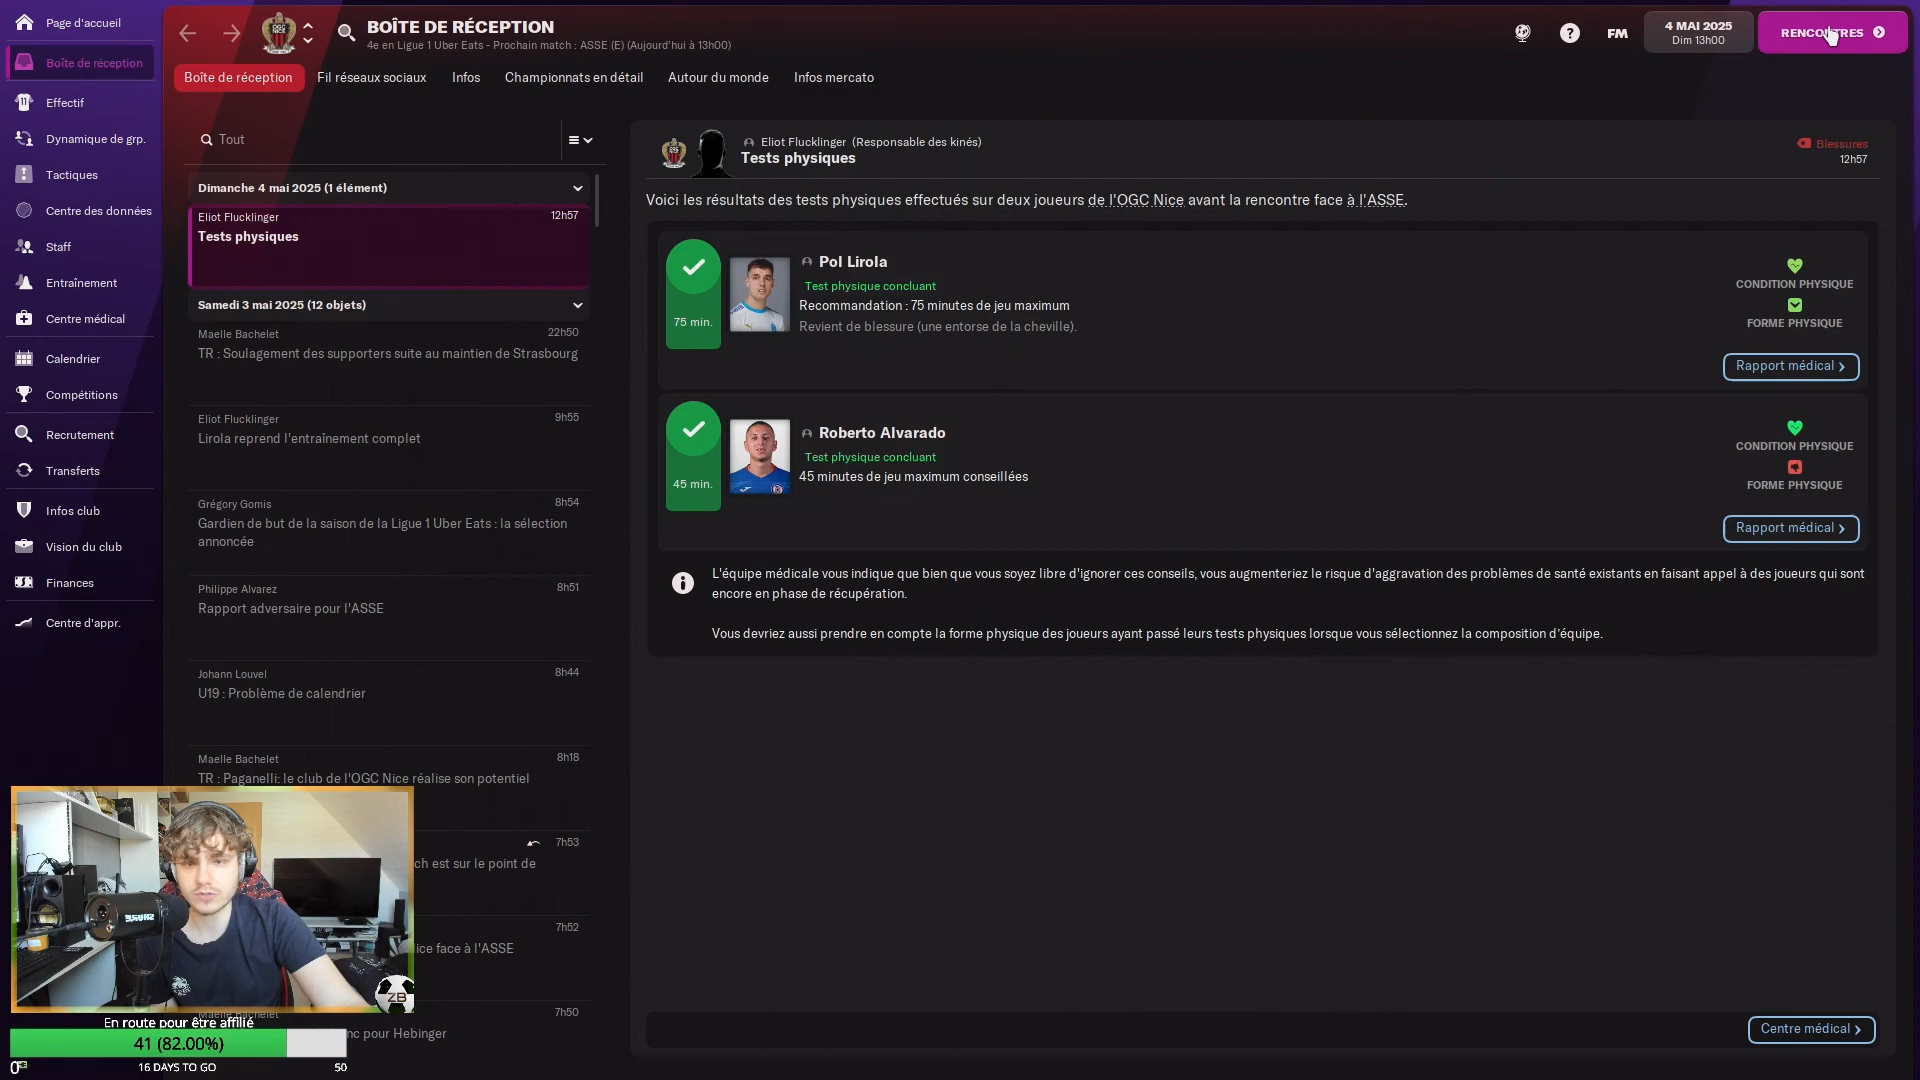 Page d'accueil
Boîte de réception
Effectif
Dynamique de grp.
Tactiques
Centre des données
Staff
Entraînement
Centre médical
Calendrier
Compétitions
Recrutement
Transferts
Infos club
Vision du club
Finances
Centre d'appr.
BOÎTE DE RÉCEPTION
4e en Ligue 1 Uber Eats - Prochain match : ASSE (E) (Aujourd'hui à 13h00)
FM
4 MAI 2025
Dim 13h00
Boîte de réception Fil réseaux sociaux Infos Championnats en détail Autour du monde Infos mercato
Tout
Dimanche 4 mai 2025 (1 élément)
Eliot Flucklinger 12h57
Tests physiques
Samedi 3 mai 2025 (12 objets)
Maelle Bachelet 22h50
TR : Soulagement des supporters suite au maintien de Strasbourg
Eliot Flucklinger 9h55
Lirola reprend l'entraînement complet
Grégory Gomis 8h54
Gardien de but de la saison de la Ligue 1 Uber Eats : la sélection
annoncée
Philippe Alvarez 8h51
Rapport adversaire pour l'ASSE
Johann Louvel 8h44
U19 : Problème de calendrier
Maelle Bachelet 8h18
TR : Paganelli: le club de l'OGC Nice réalise son potentiel
7h53
ch est sur le point de
7h52
ice face à l'ASSE
Maelle Bachelet 7h50
nc pour Hebinger
Eliot Flucklinger (Responsable des kinés)
Tests physiques
Blessures
12h57
Voici les résultats des tests physiques effectués sur deux joueurs de l'OGC Nice avant la rencontre face à l'ASSE.
75 min.
Pol Lirola
Test physique concluant
Recommandation : 75 minutes de jeu maximum
Revient de blessure (une entorse de la cheville).
CONDITION PHYSIQUE
FORME PHYSIQUE
Rapport médical
45 min.
Roberto Alvarado
Test physique concluant
45 minutes de jeu maximum conseillées
CONDITION PHYSIQUE
FORME PHYSIQUE
Rapport médical
L'équipe médicale vous indique que bien que vous soyez libre d'ignorer ces conseils, vous augmenteriez le risque d'aggravation des problèmes de santé existants en faisant appel à des joueurs qui sont
encore en phase de récupération.
Vous devriez aussi prendre en compte la forme physique des joueurs ayant passé leurs tests physiques lorsque vous sélectionnez la composition d'équipe.
Centre médical
ZB
En route pour être affilié
41 (82.00%)
0 16 DAYS TO GO 50